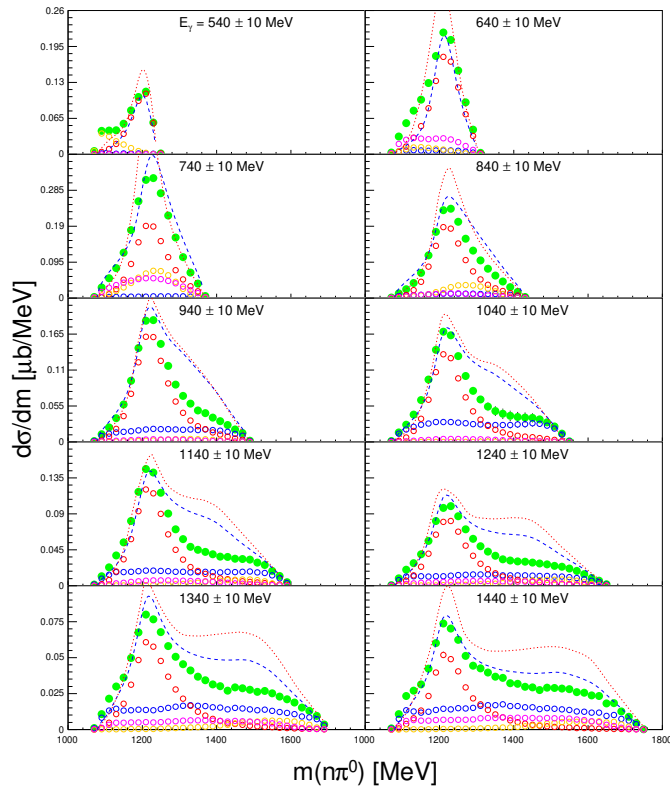 E_γ = 540 ± 10 MeV
640 ± 10 MeV
0.26
0.195
0.13
0.065
0
740 ± 10 MeV
840 ± 10 MeV
0.285
0.19
0.095
0
940 ± 10 MeV
1040 ± 10 MeV
0.165
0.11
0.055
0
1140 ± 10 MeV
1240 ± 10 MeV
0.135
0.09
0.045
0
1340 ± 10 MeV
1440 ± 10 MeV
0.075
0.05
0.025
0
1000 1200 1400 1600 1000 1200 1400 1600 1800
dσ/dm [μb/MeV]
m(nπ⁰) [MeV]